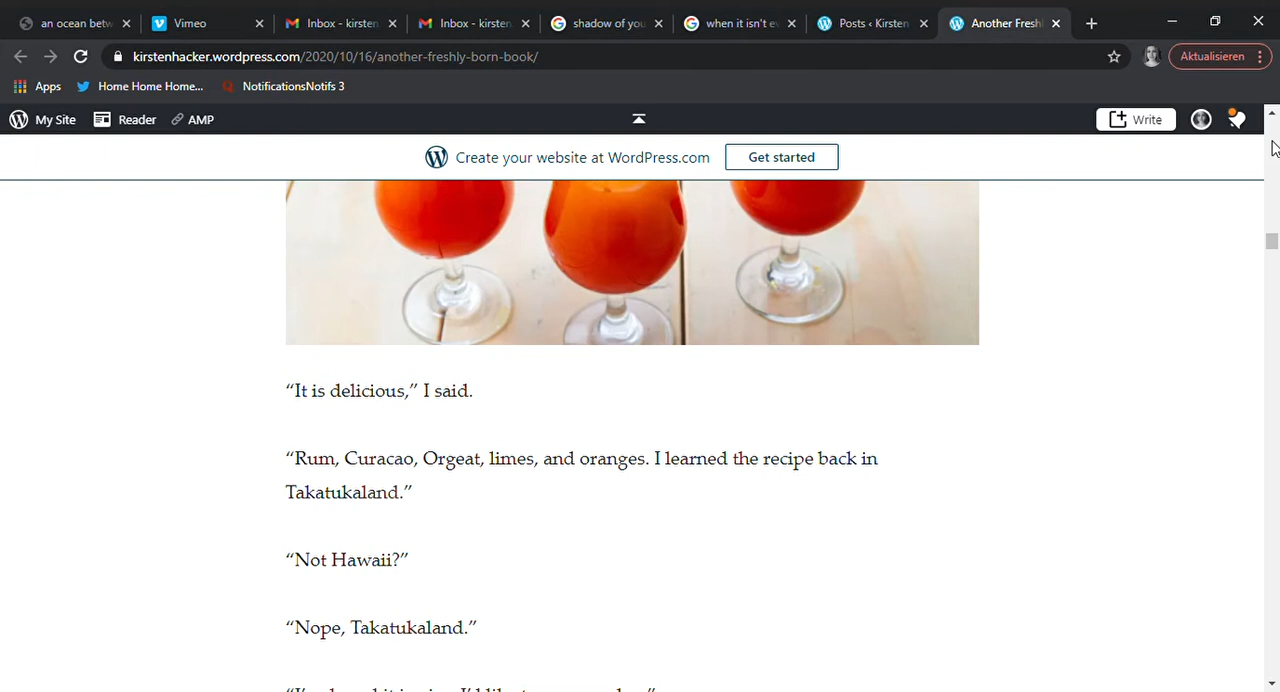 an ocean betw
Vimeo
Inbox - kirsten
Inbox - kirsten
shadow of you
when it isn't e
Posts ‹ Kirsten
Another Fresh
kirstenhacker.wordpress.com/2020/10/16/another-freshly-born-book/
Aktualisieren
Apps
Home Home Home...
NotificationsNotifs 3
My Site
Reader
AMP
Write
Create your website at WordPress.com
Get started
“It is delicious,” I said.
“Rum, Curacao, Orgeat, limes, and oranges. I learned the recipe back in
Takatukaland.”
“Not Hawaii?”
“Nope, Takatukaland.”